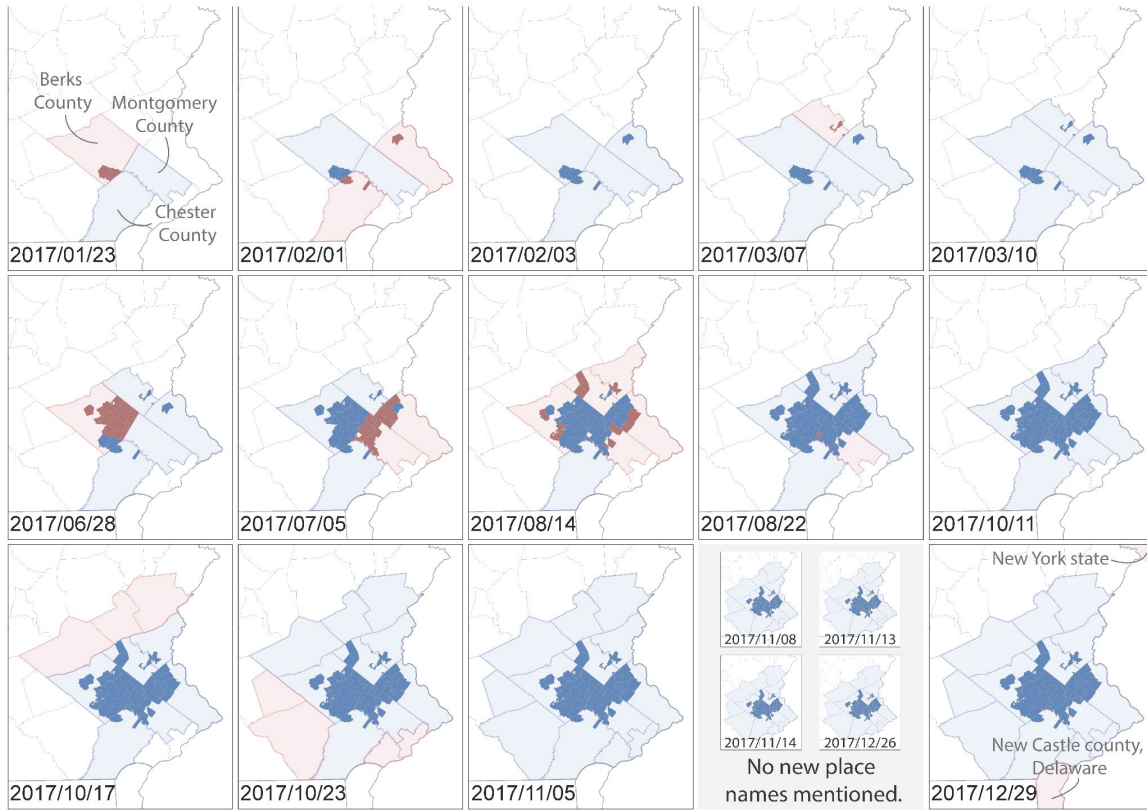 Berks
County
Montgomery
County
Chester
County
2017/01/23
2017/02/01
2017/02/03
2017/03/07
2017/03/10
2017/06/28
2017/07/05
2017/08/14
2017/08/22
2017/10/11
2017/10/17
2017/10/23
2017/11/05
2017/11/08
2017/11/13
2017/11/14
2017/12/26
No new place
names mentioned.
New York state
New Castle county,
Delaware
2017/12/29